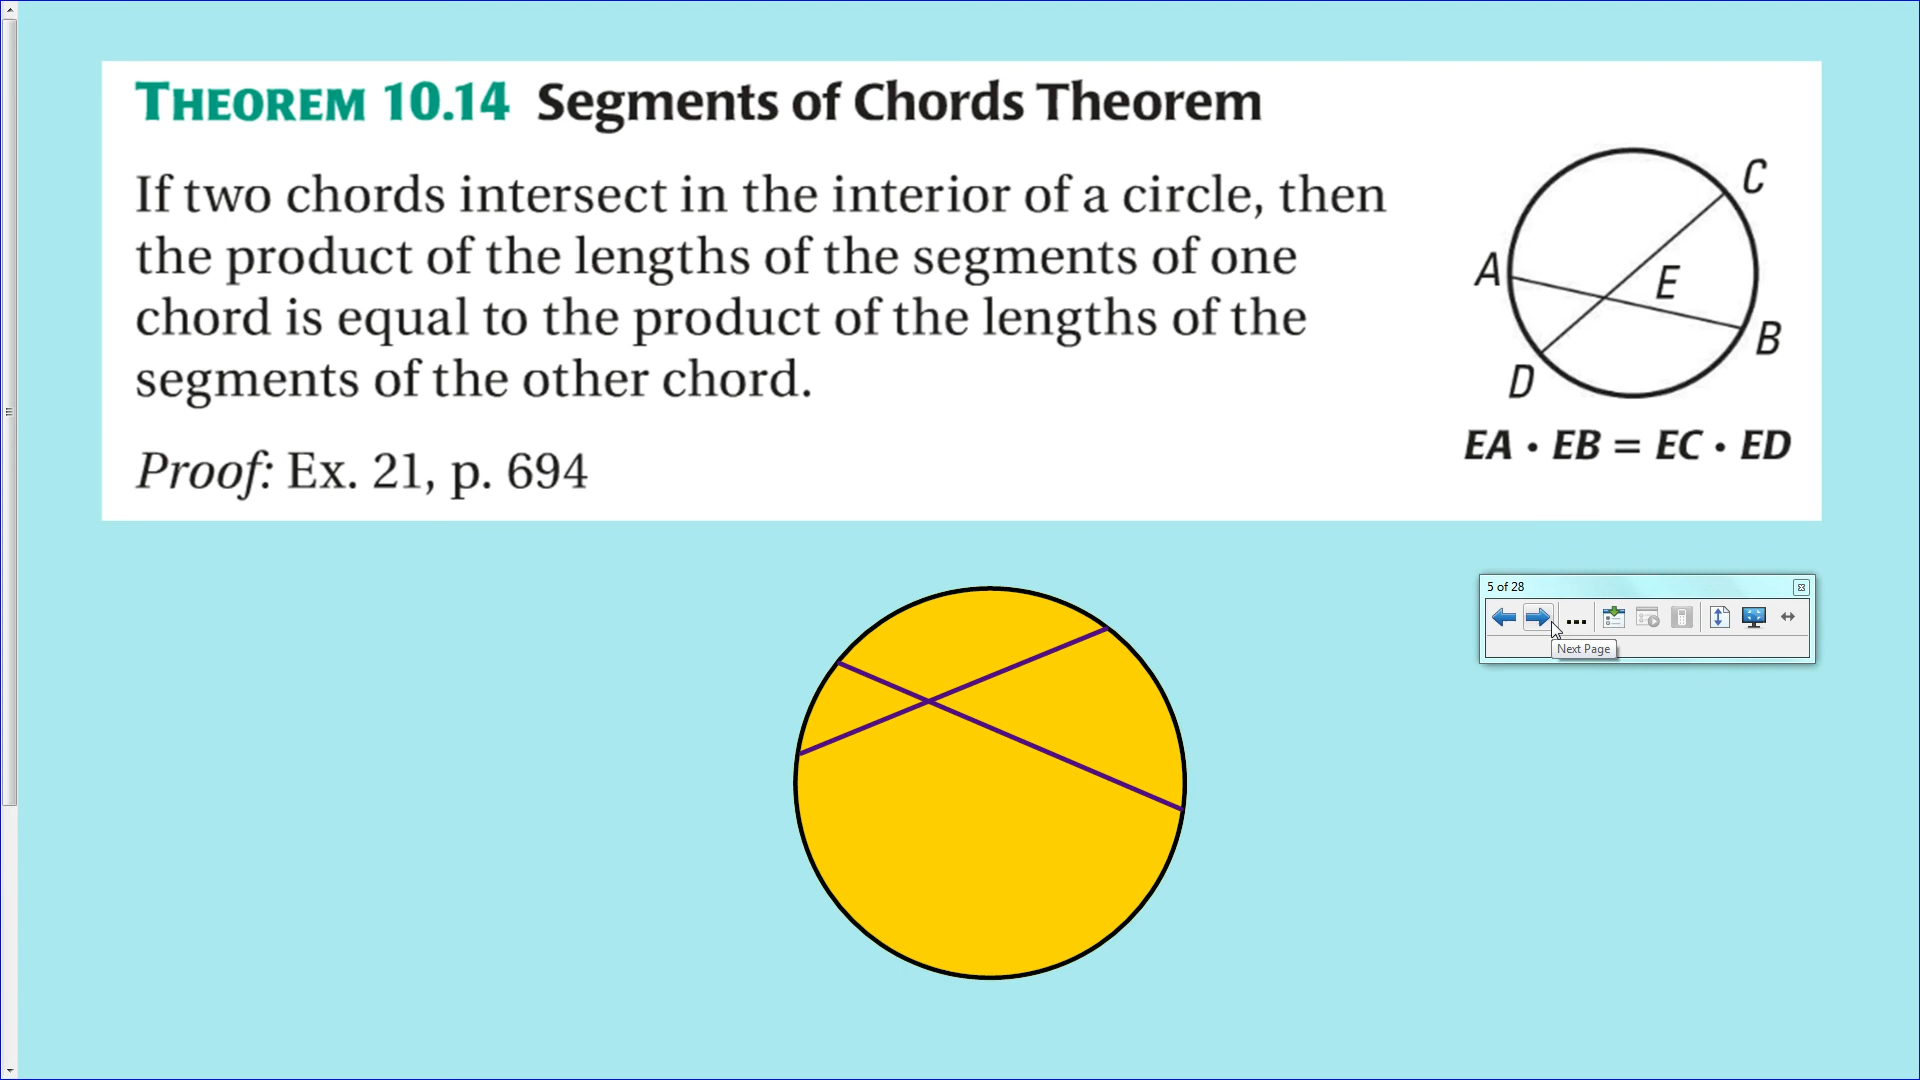 THEOREM 10.14 Segments of Chords Theorem
If two chords intersect in the interior of a circle, then
the product of the lengths of the segments of one
chord is equal to the product of the lengths of the
segments of the other chord.
Proof: Ex. 21, p. 694
C
A
E
B
D
EA • EB = EC • ED
5 of 28
Next Page